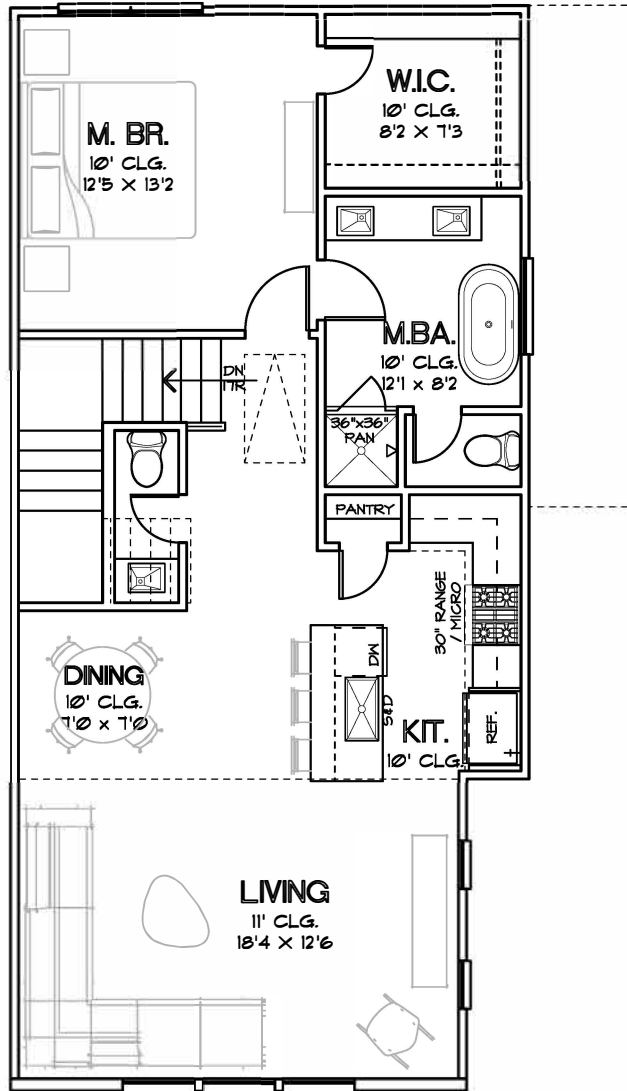 W.I.C.
10' CLG.
8'2 X 7'3
M. BR.
10' CLG.
12'5 X 13'2
M.BA.
10' CLG.
12'1 X 8'2
DN
17R
36"x36"
PAN
PANTRY
30" RANGE
/ MICRO
DW
S&D
REF.
KIT.
10' CLG.
DINING
10' CLG.
7'0 X 7'0
LIVING
11' CLG.
18'4 X 12'6